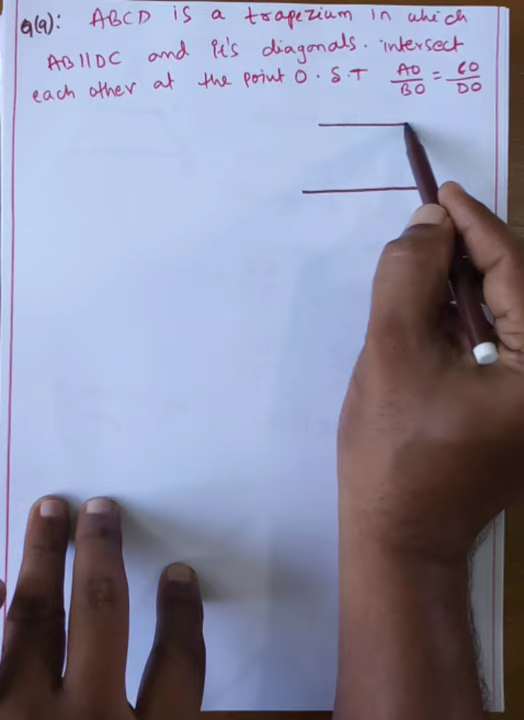 Q(a): ABCD is a trapezium in which
AB||DC and it's diagonals. intersect
each other at the point O. S.T AO/BO = CO/DO